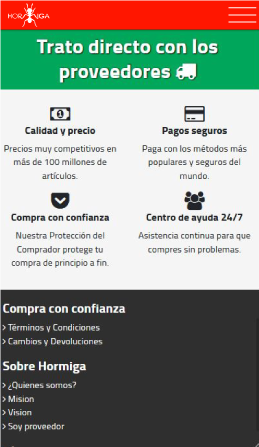 HORMIGA
Trato directo con los
proveedores
Calidad y precio
Precios muy competitivos en
más de 100 millones de
artículos.
Pagos seguros
Paga con los métodos más
populares y seguros del
mundo.
Compra con confianza
Nuestra Protección del
Comprador protege tu
compra de principio a fin.
Centro de ayuda 24/7
Asistencia continua para que
compres sin problemas.
Compra con confianza
> Términos y Condiciones
> Cambios y Devoluciones
Sobre Hormiga
> ¿Quienes somos?
> Mision
> Vision
> Soy proveedor